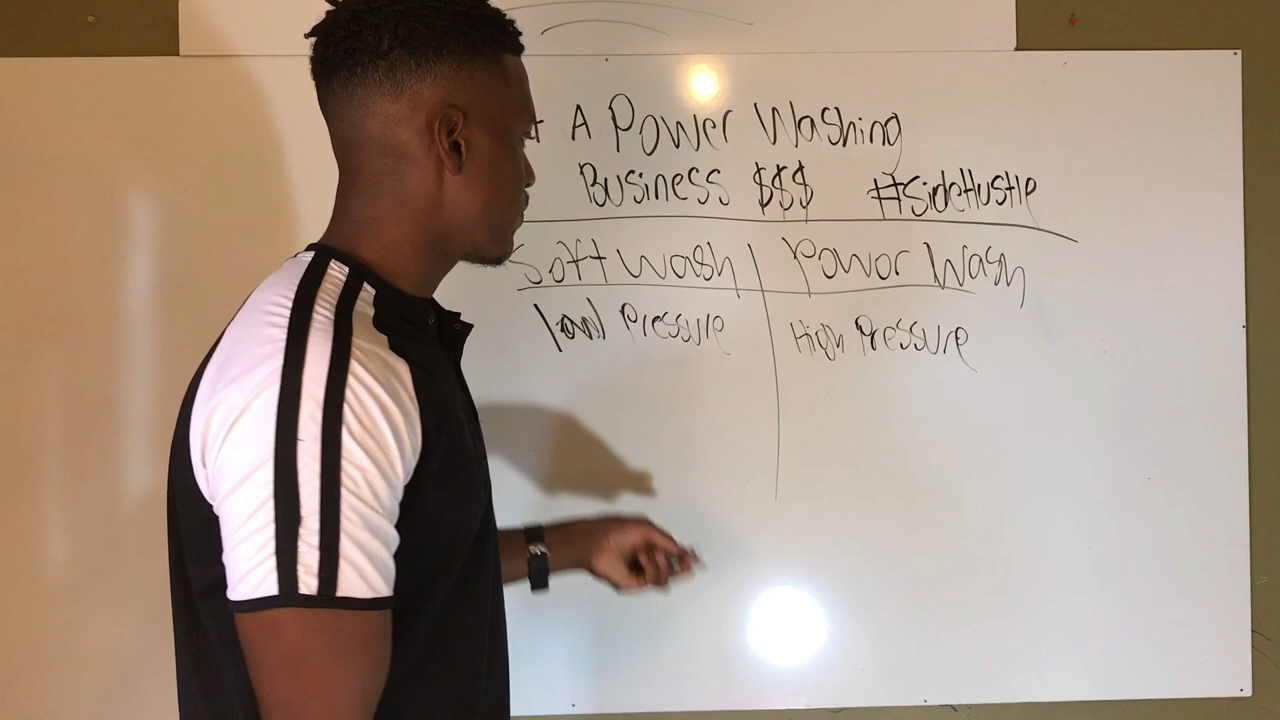 A Power Washing
Business $$$ #SideHustle
Soft Wash Power Wash
low Pressure High Pressure